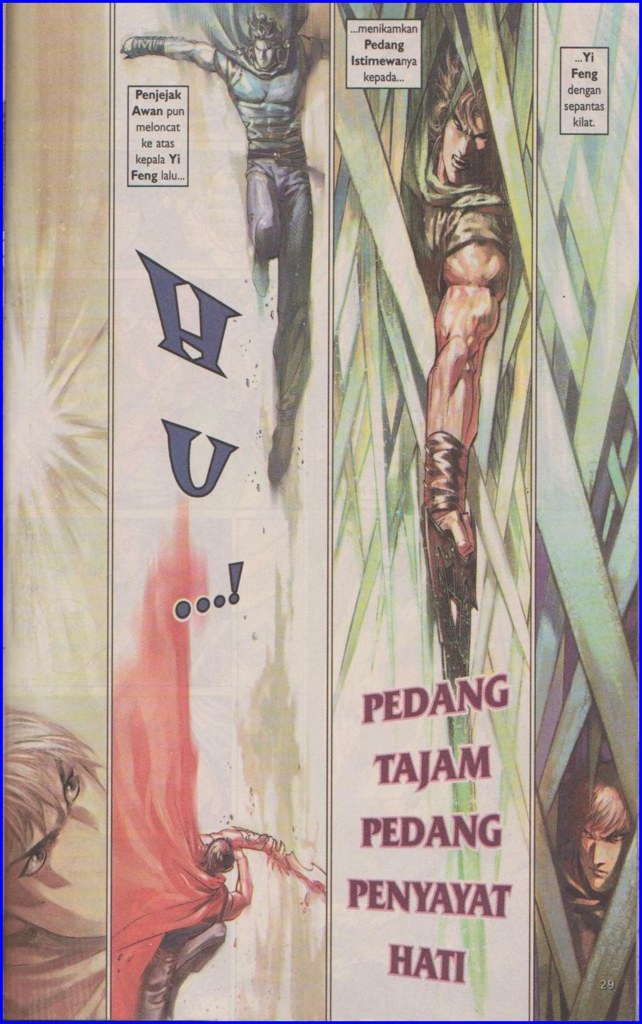 Penjejak
Awan pun
meloncat
ke atas
kepala Yi
Feng lalu...
HU
....!
...menikamkan
Pedang
Istimewanya
kepada...
PEDANG
TAJAM
PEDANG
PENYAYAT
HATI
...Yi
Feng
dengan
sepantas
kilat.
29